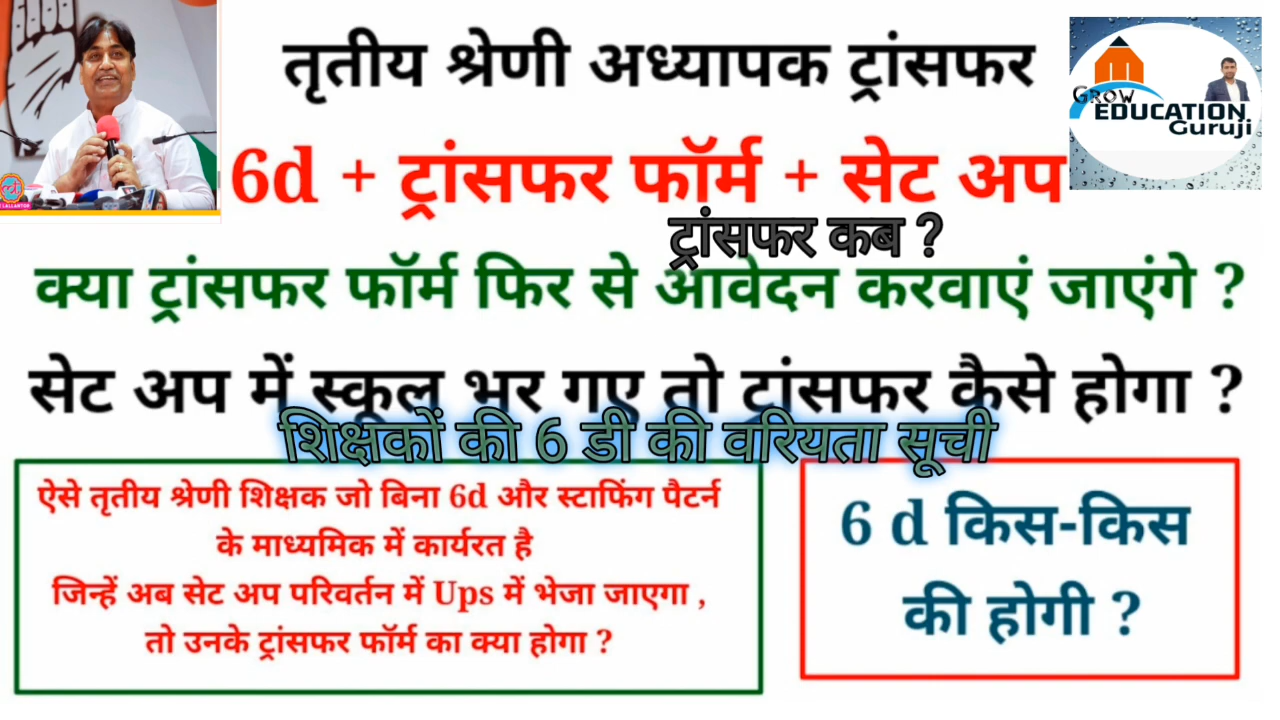 तृतीय श्रेणी अध्यापक ट्रांसफर
GROW
EDUCATION
Guruji
6d + ट्रांसफर फॉर्म + सेट अप
LALLANTOP
ट्रांसफर कब ?
क्या ट्रांसफर फॉर्म फिर से आवेदन करवाएं जाएंगे ?
सेट अप में स्कूल भर गए तो ट्रांसफर कैसे होगा ?
शिक्षकों की 6 डी की वरियता सूची
ऐसे तृतीय श्रेणी शिक्षक जो बिना 6d और स्टाफिंग पैटर्न
के माध्यमिक में कार्यरत है
जिन्हें अब सेट अप परिवर्तन में Ups में भेजा जाएगा ,
तो उनके ट्रांसफर फॉर्म का क्या होगा ?
6 d किस-किस
की होगी ?